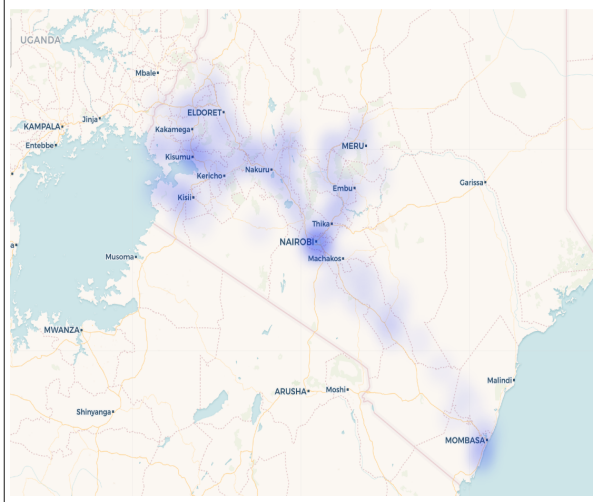 UGANDA
Mbale
ELDORET
Jinja
KAMPALA
Kakamega
Entebbe
MERU
Kisumu
Nakuru
Kericho
Garissa
Embu
Kisii
Thika
NAIROBI
Musoma
Machakos
MWANZA
Malindi
ARUSHA
Moshi
Shinyanga
MOMBASA